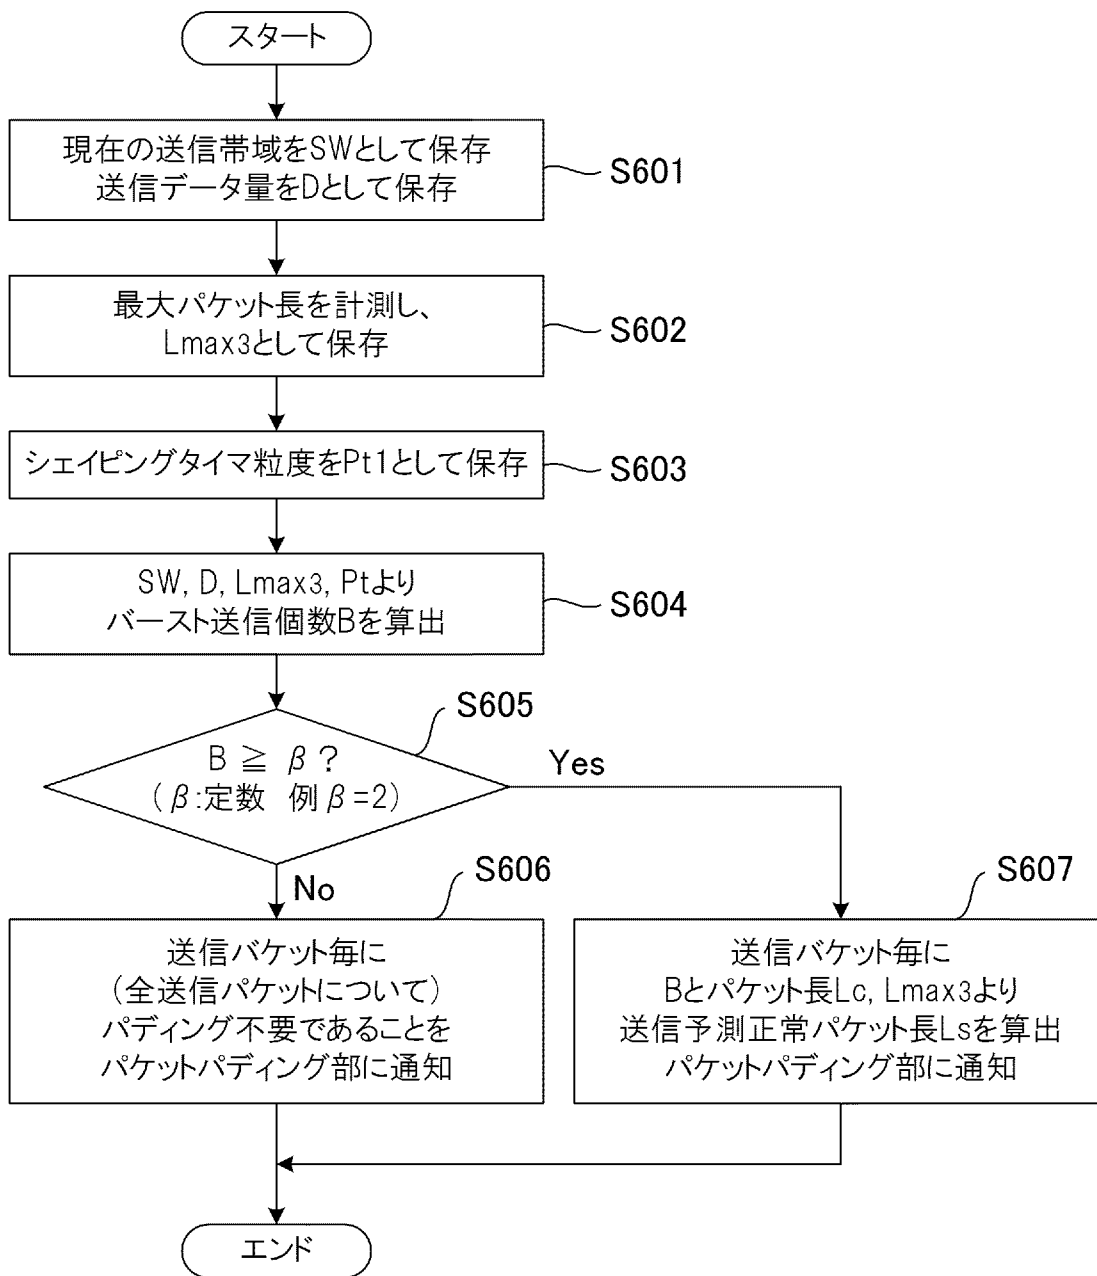 スタート
現在の送信帯域をSWとして保存
送信データ量をDとして保存
S601
最大パケット長を計測し、
Lmax3として保存
S602
シェイピングタイマ粒度をPt1として保存
S603
SW, D, Lmax3, Ptより
バースト送信個数Bを算出
S604
S605
B ≧ β ?
(β:定数 例β=2)
Yes
No
S606
送信パケット毎に
(全送信パケットについて)
パディング不要であることを
パケットパディング部に通知
S607
送信パケット毎に
Bとパケット長Lc, Lmax3より
送信予測正常パケット長Lsを算出
パケットパディング部に通知
エンド